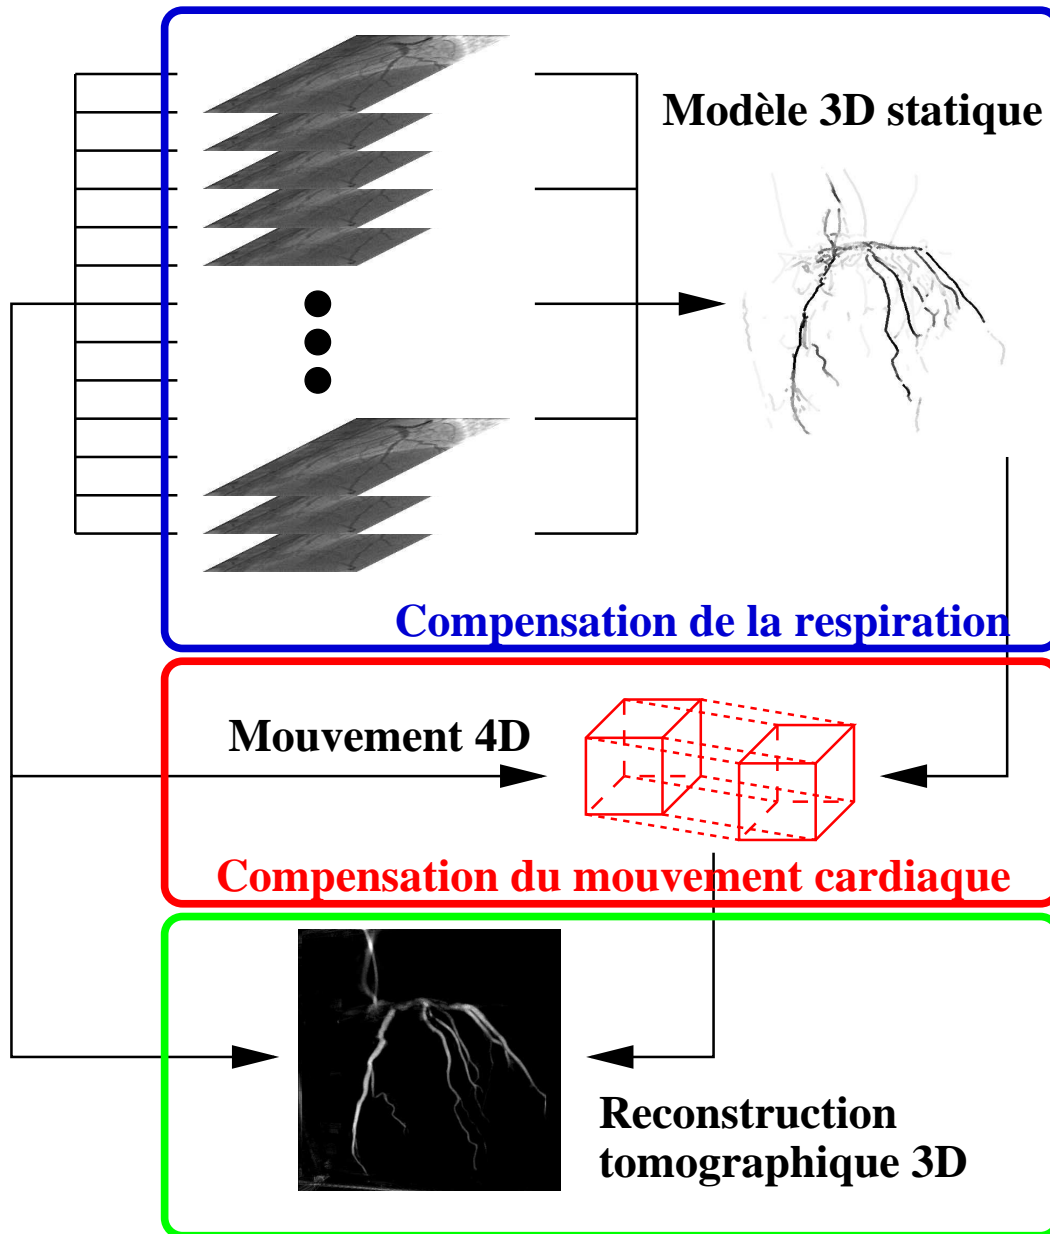 Modèle 3D statique
Compensation de la respiration
Mouvement 4D
Compensation du mouvement cardiaque
Reconstruction
tomographique 3D